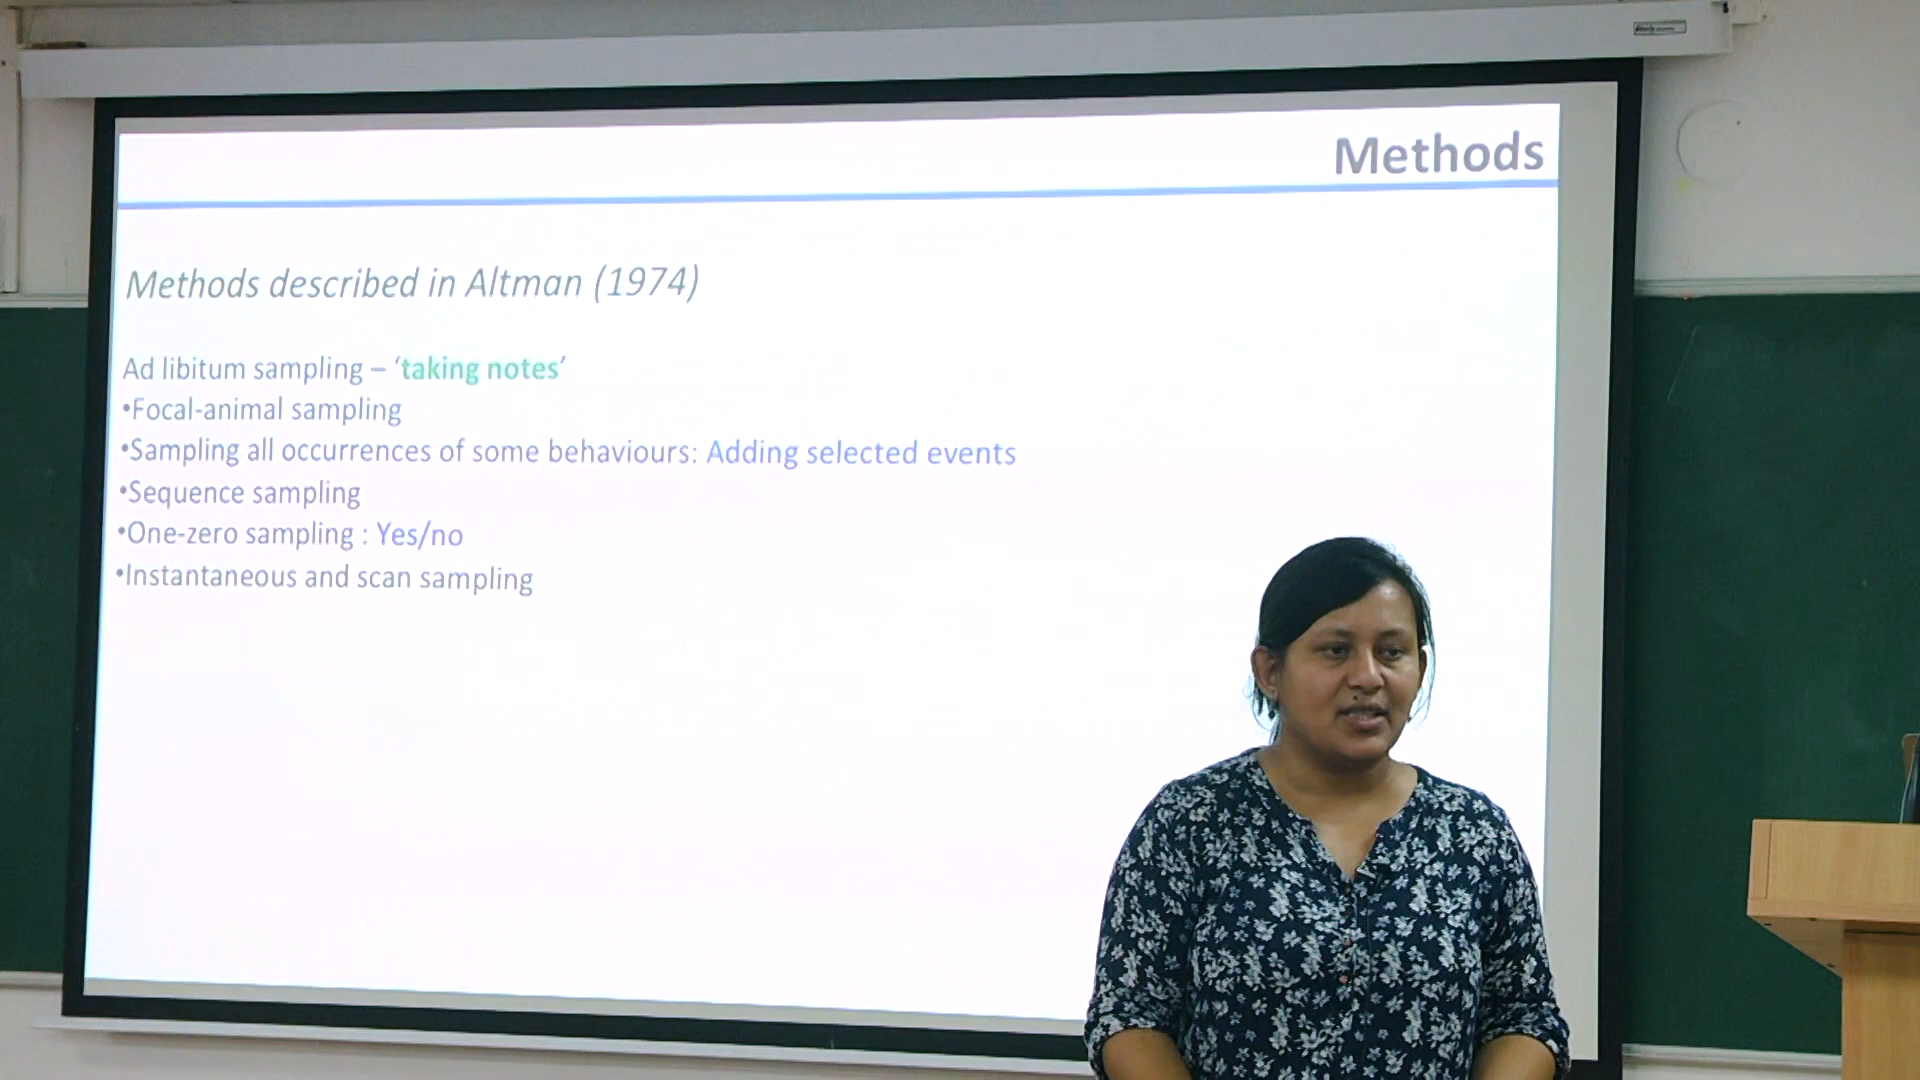 Methods
Methods described in Altman (1974)
Ad libitum sampling – ‘taking notes’
•Focal-animal sampling
•Sampling all occurrences of some behaviours: Adding selected events
•Sequence sampling
•One-zero sampling : Yes/no
•Instantaneous and scan sampling